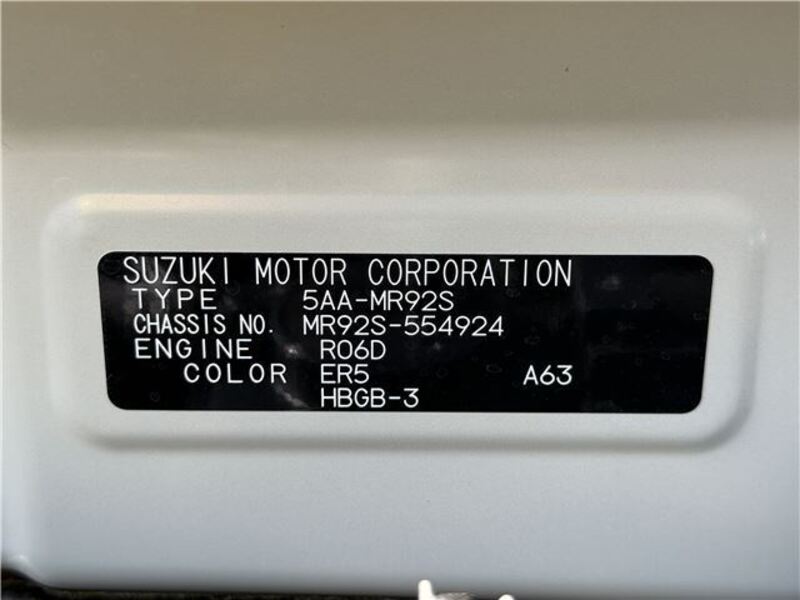 SUZUKI MOTOR CORPORATION
TYPE 5AA-MR92S
CHASSIS NO. MR92S-554924
ENGINE R06D
COLOR ER5 A63
HBGB-3